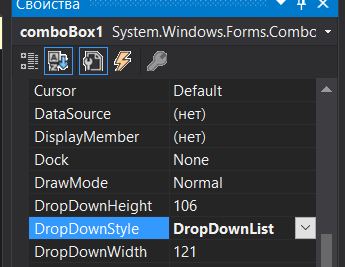 Свойства
comboBox1 System.Windows.Forms.Combo
Cursor Default
DataSource (нет)
DisplayMember (нет)
Dock None
DrawMode Normal
DropDownHeight 106
DropDownStyle DropDownList
DropDownWidth 121